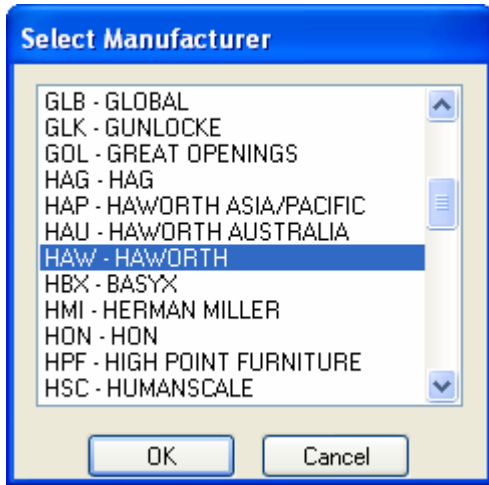 Select Manufacturer
GLB - GLOBAL
GLK - GUNLOCKE
GOL - GREAT OPENINGS
HAG - HAG
HAP - HAWORTH ASIA/PACIFIC
HAU - HAWORTH AUSTRALIA
HAW - HAWORTH
HBX - BASYX
HMI - HERMAN MILLER
HON - HON
HPF - HIGH POINT FURNITURE
HSC - HUMANSCALE
OK Cancel